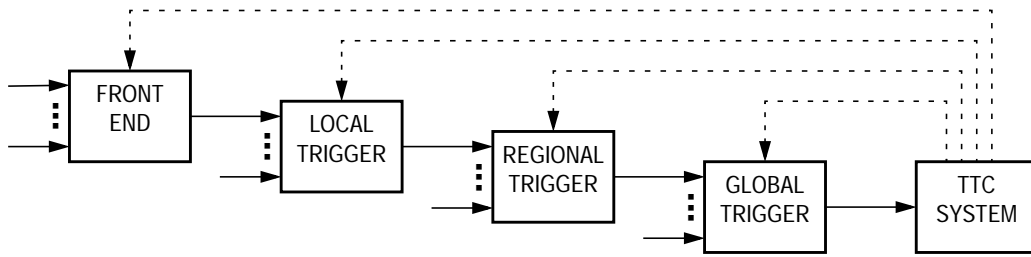 FRONT
END
LOCAL
TRIGGER
REGIONAL
TRIGGER
GLOBAL
TRIGGER
TTC
SYSTEM